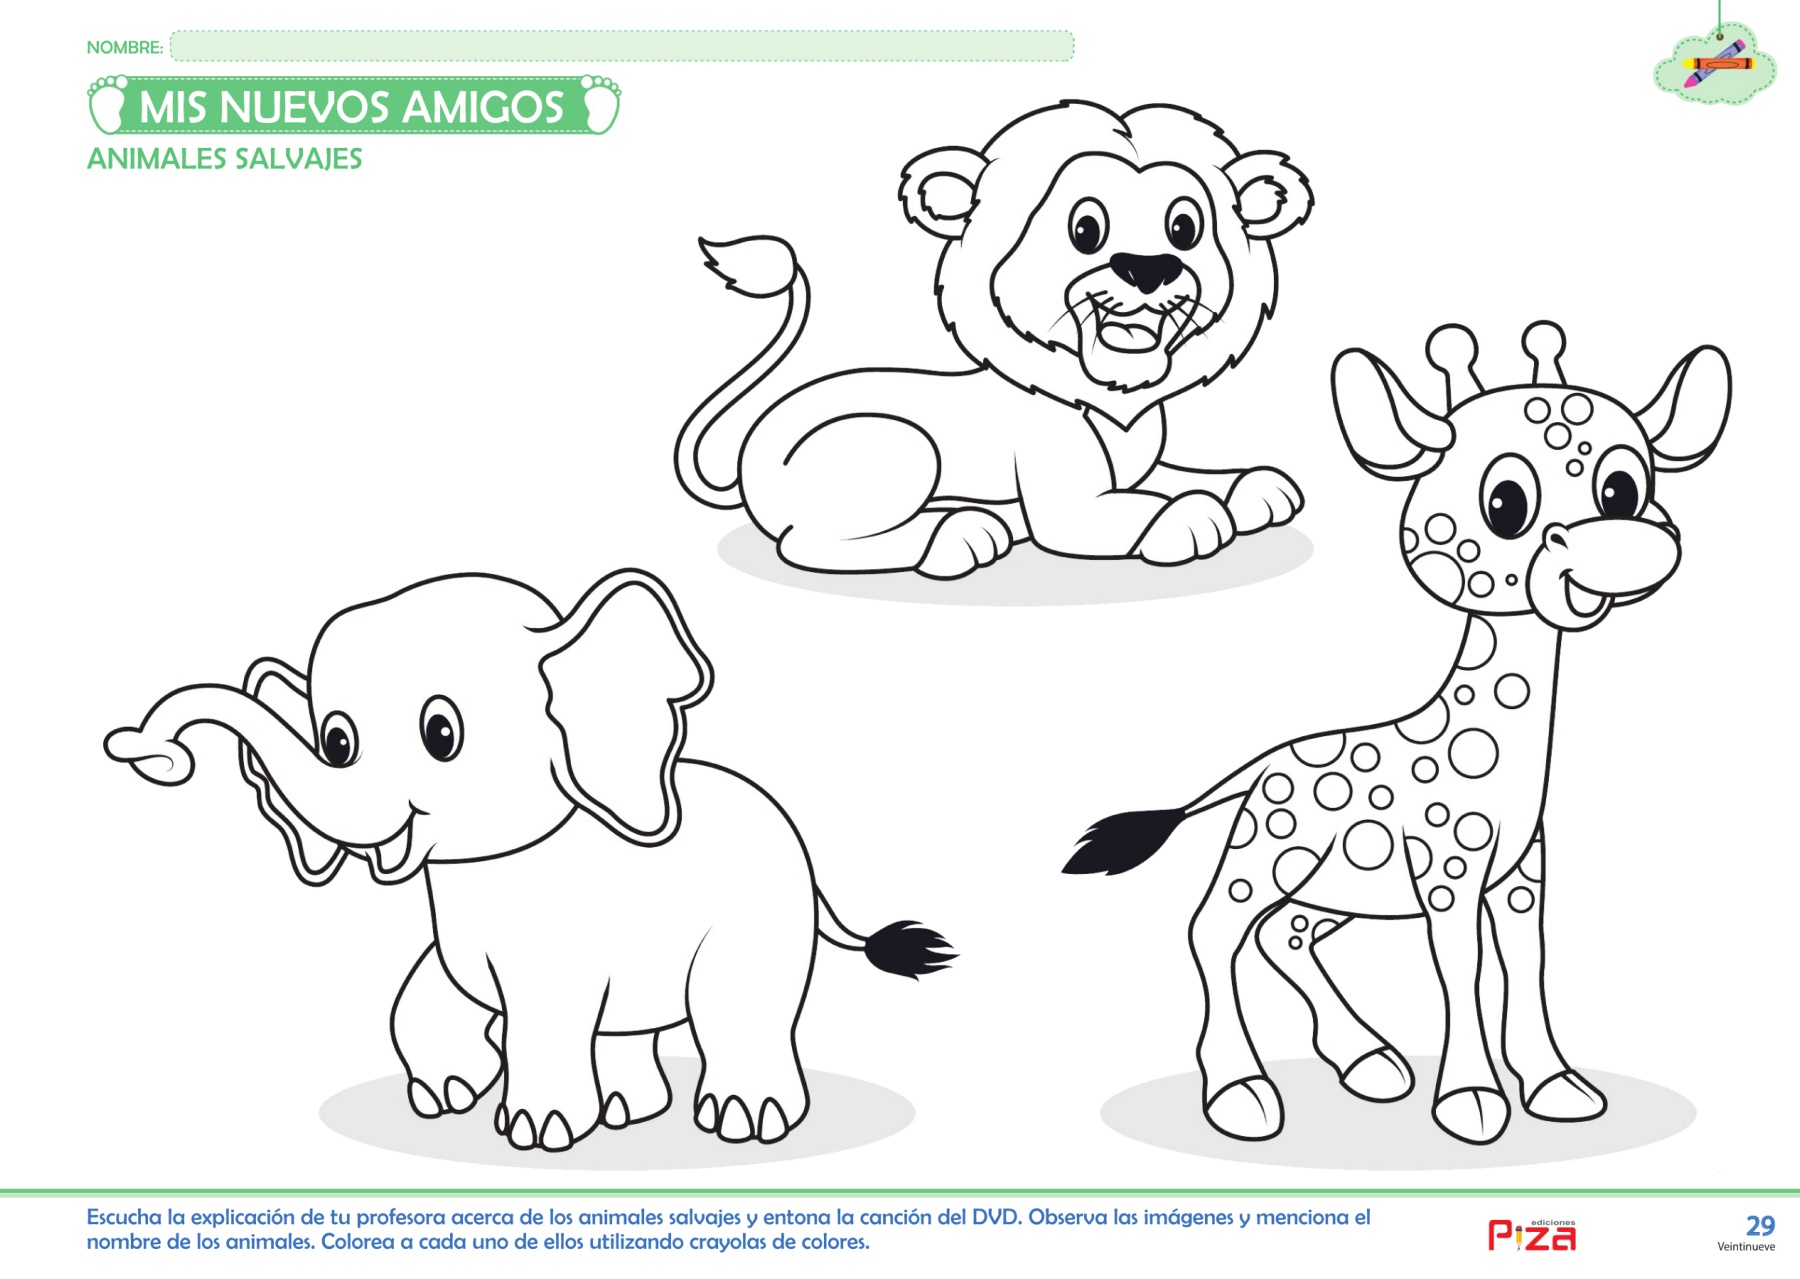 NOMBRE:
MIS NUEVOS AMIGOS
ANIMALES SALVAJES
Escucha la explicación de tu profesora acerca de los animales salvajes y entona la canción del DVD. Observa las imágenes y menciona el
nombre de los animales. Colorea a cada uno de ellos utilizando crayolas de colores.
ediciones
Piza
29
Veintinueve